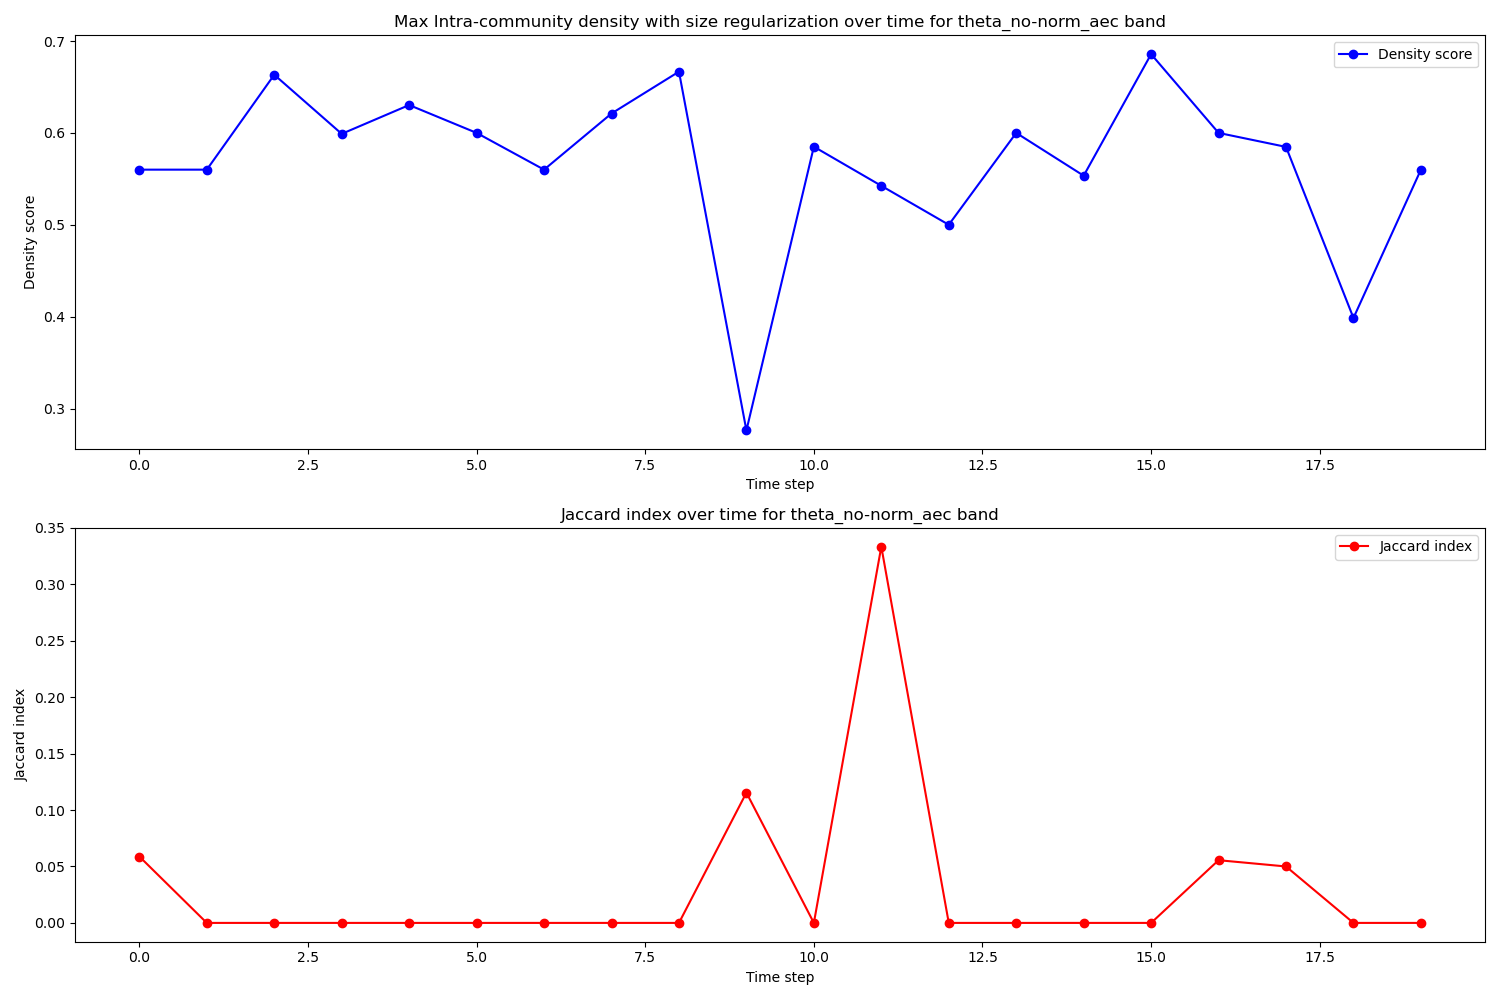 Max Intra-community density with size regularization over time for theta_no-norm_aec band
Density score
0.7
0.6
0.5
0.4
0.3
Density score
0.0 2.5 5.0 7.5 10.0 12.5 15.0 17.5
Time step
Jaccard index over time for theta_no-norm_aec band
Jaccard index
0.35
0.30
0.25
0.20
0.15
0.10
0.05
0.00
Jaccard index
0.0 2.5 5.0 7.5 10.0 12.5 15.0 17.5
Time step